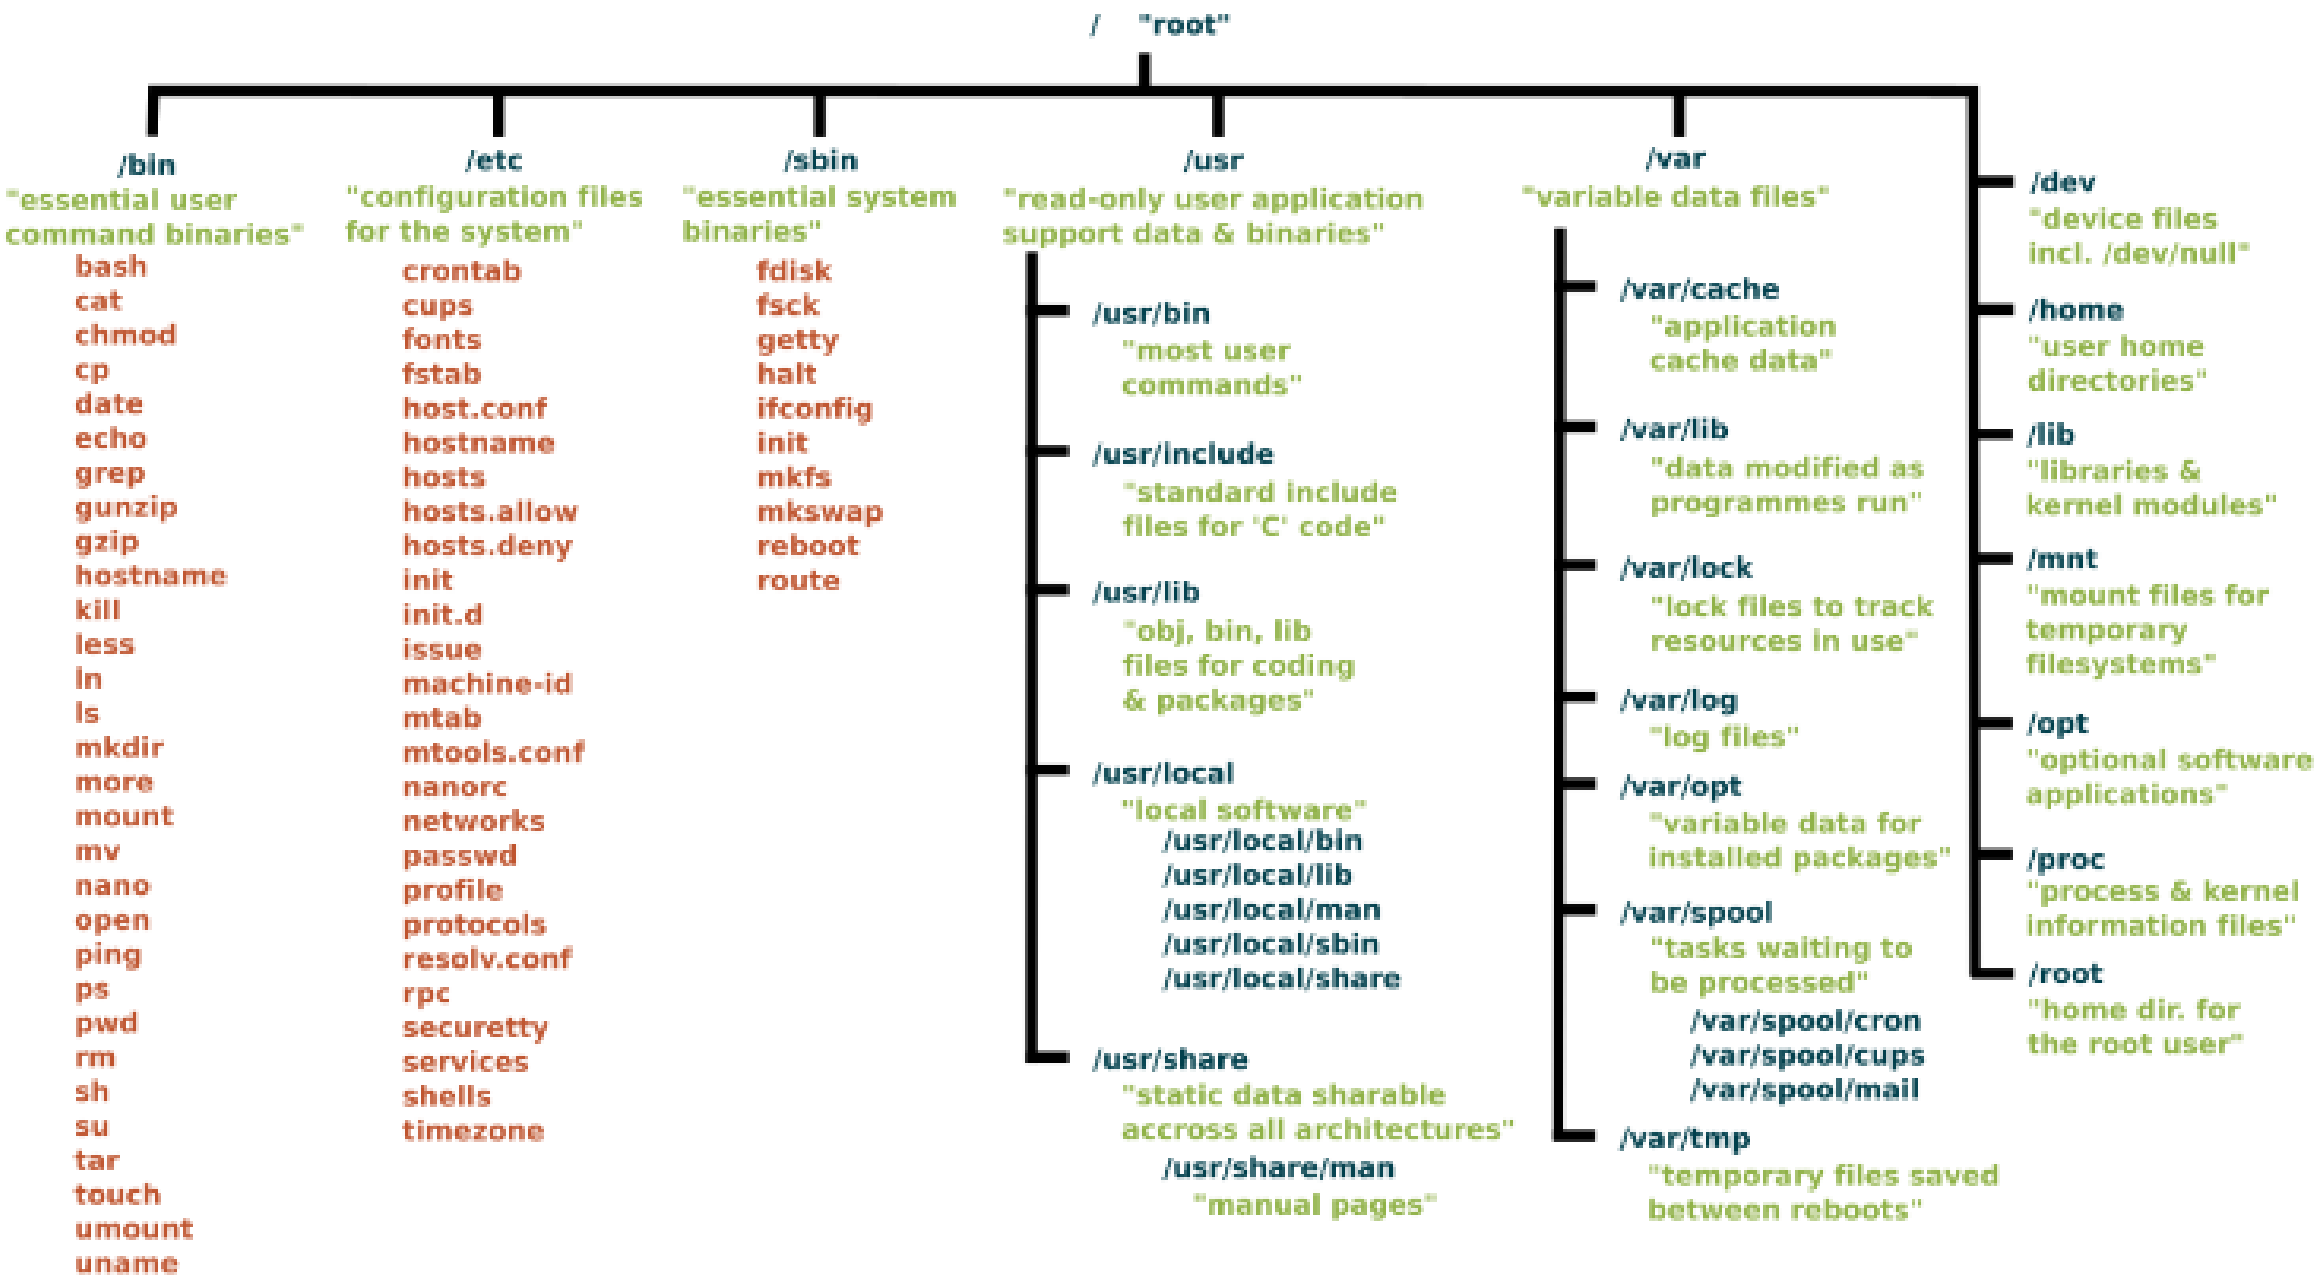 / "root"
/bin
"essential user
command binaries"
bash
cat
chmod
cp
date
echo
grep
gunzip
gzip
hostname
kill
less
ln
ls
mkdir
more
mount
mv
nano
open
ping
ps
pwd
rm
sh
su
tar
touch
umount
uname
/etc
"configuration files
for the system"
crontab
cups
fonts
fstab
host.conf
hostname
hosts
hosts.allow
hosts.deny
init
init.d
issue
machine-id
mtab
mtools.conf
nanorc
networks
passwd
profile
protocols
resolv.conf
rpc
securetty
services
shells
timezone
/sbin
"essential system
binaries"
fdisk
fsck
getty
halt
ifconfig
init
mkfs
mkswap
reboot
route
/usr
"read-only user application
support data & binaries"
/usr/bin
"most user
commands"
/usr/include
"standard include
files for 'C' code"
/usr/lib
"obj, bin, lib
files for coding
& packages"
/usr/local
"local software"
/usr/local/bin
/usr/local/lib
/usr/local/man
/usr/local/sbin
/usr/local/share
/usr/share
"static data sharable
accross all architectures"
/usr/share/man
"manual pages"
/var
"variable data files"
/var/cache
"application
cache data"
/var/lib
"data modified as
programmes run"
/var/lock
"lock files to track
resources in use"
/var/log
"log files"
/var/opt
"variable data for
installed packages"
/var/spool
"tasks waiting to
be processed"
/var/spool/cron
/var/spool/cups
/var/spool/mail
/var/tmp
"temporary files saved
between reboots"
/dev
"device files
incl. /dev/null"
/home
"user home
directories"
/lib
"libraries &
kernel modules"
/mnt
"mount files for
temporary
filesystems"
/opt
"optional software
applications"
/proc
"process & kernel
information files"
/root
"home dir. for
the root user"